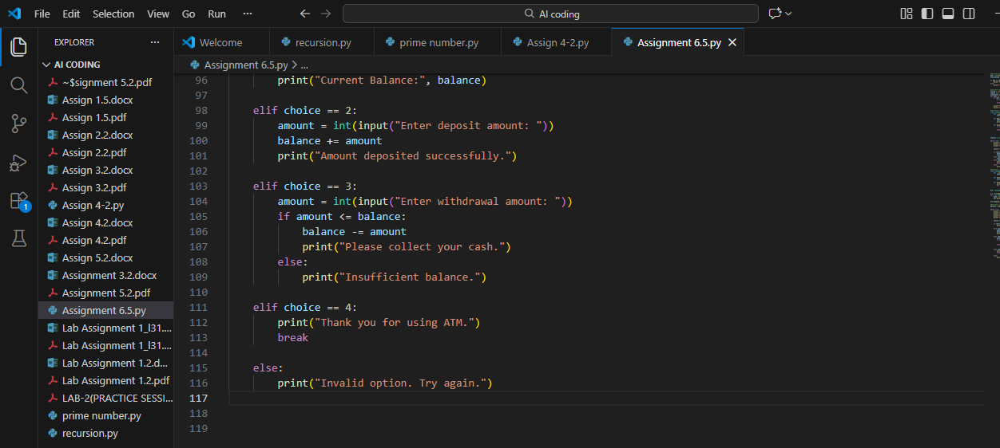 File Edit Selection View Go Run ··· AI coding
EXPLORER ···
AI CODING
~$signment 5.2.pdf
Assign 1.5.docx
Assign 1.5.pdf
Assign 2.2.docx
Assign 2.2.pdf
Assign 3.2.docx
Assign 3.2.pdf
Assign 4-2.py
Assign 4.2.docx
Assign 4.2.pdf
Assign 5.2.docx
Assignment 3.2.docx
Assignment 5.2.pdf
Assignment 6.5.py
Lab Assignment 1_l31....
Lab Assignment 1_l31....
Lab Assignment 1.2.d...
Lab Assignment 1.2.pdf
LAB-2(PRACTICE SESSI...
prime number.py
recursion.py
1
Welcome recursion.py prime number.py Assign 4-2.py Assignment 6.5.py
Assignment 6.5.py > ...
96 print("Current Balance:", balance)
97
98 elif choice == 2:
99 amount = int(input("Enter deposit amount: "))
100 balance += amount
101 print("Amount deposited successfully.")
102
103 elif choice == 3:
104 amount = int(input("Enter withdrawal amount: "))
105 if amount <= balance:
106 balance -= amount
107 print("Please collect your cash.")
108 else:
109 print("Insufficient balance.")
110
111 elif choice == 4:
112 print("Thank you for using ATM.")
113 break
114
115 else:
116 print("Invalid option. Try again.")
117
118
119